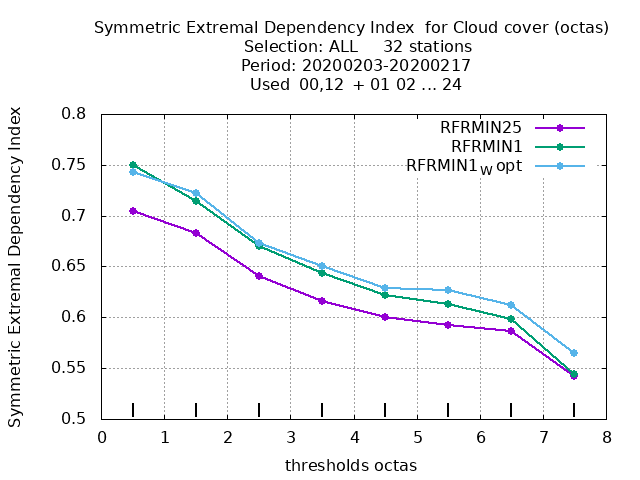 Symmetric Extremal Dependency Index  for Cloud cover (octas)
Selection: ALL     32 stations
Period: 20200203-20200217
Used  00,12  + 01 02 ... 24
RFRMIN25
RFRMIN1
RFRMIN1W opt
Symmetric Extremal Dependency Index
0.8
0.75
0.7
0.65
0.6
0.55
0.5
0 1 2 3 4 5 6 7 8
thresholds octas